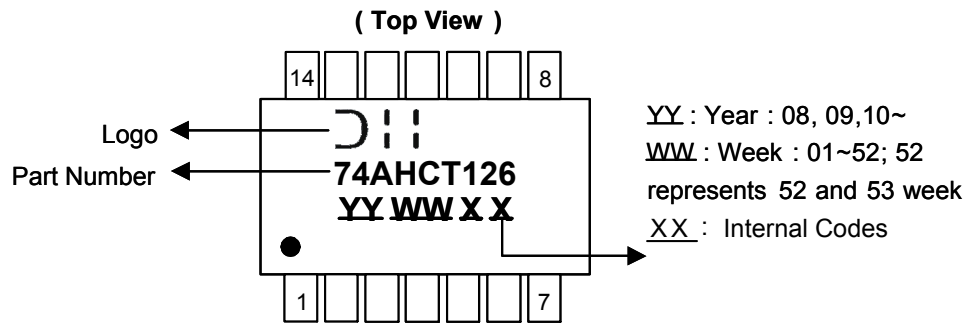 ( Top View )
14 8
Logo
Part Number
74AHCT126
YY WW X X
1 7
YY : Year : 08, 09,10~
WW : Week : 01~52; 52
represents 52 and 53 week
XX : Internal Codes